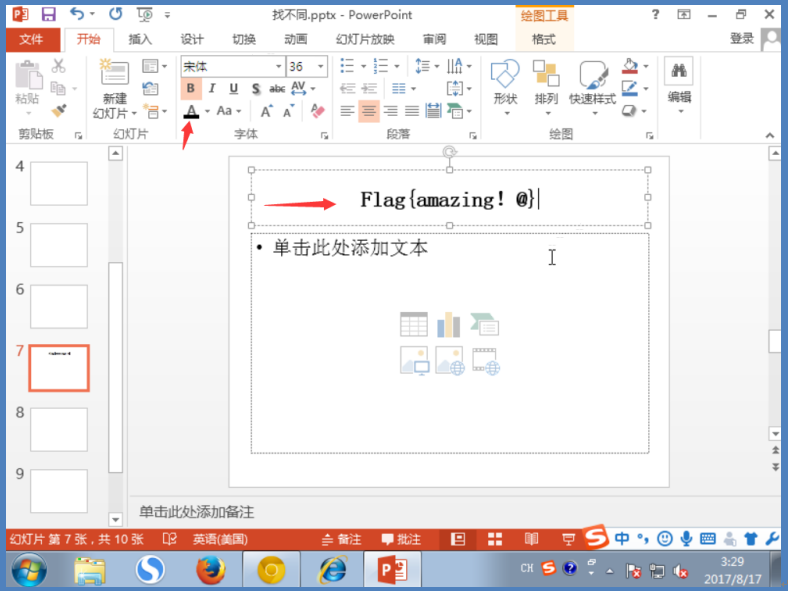 找不同.pptx - PowerPoint
绘图工具
?
文件 开始 插入 设计 切换 动画 幻灯片放映 审阅 视图 格式 登录
宋体 36
B I U S abc AV
A Aa A A
粘贴
新建
幻灯片
形状 排列 快速样式 编辑
剪贴板 幻灯片 字体 段落 绘图
4
5
6
7
8
9
Flag{amazing! @}
• 单击此处添加文本
单击此处添加备注
幻灯片 第 7 张，共 10 张 英语(美国) 备注 批注
中
CH
3:29
2017/8/17